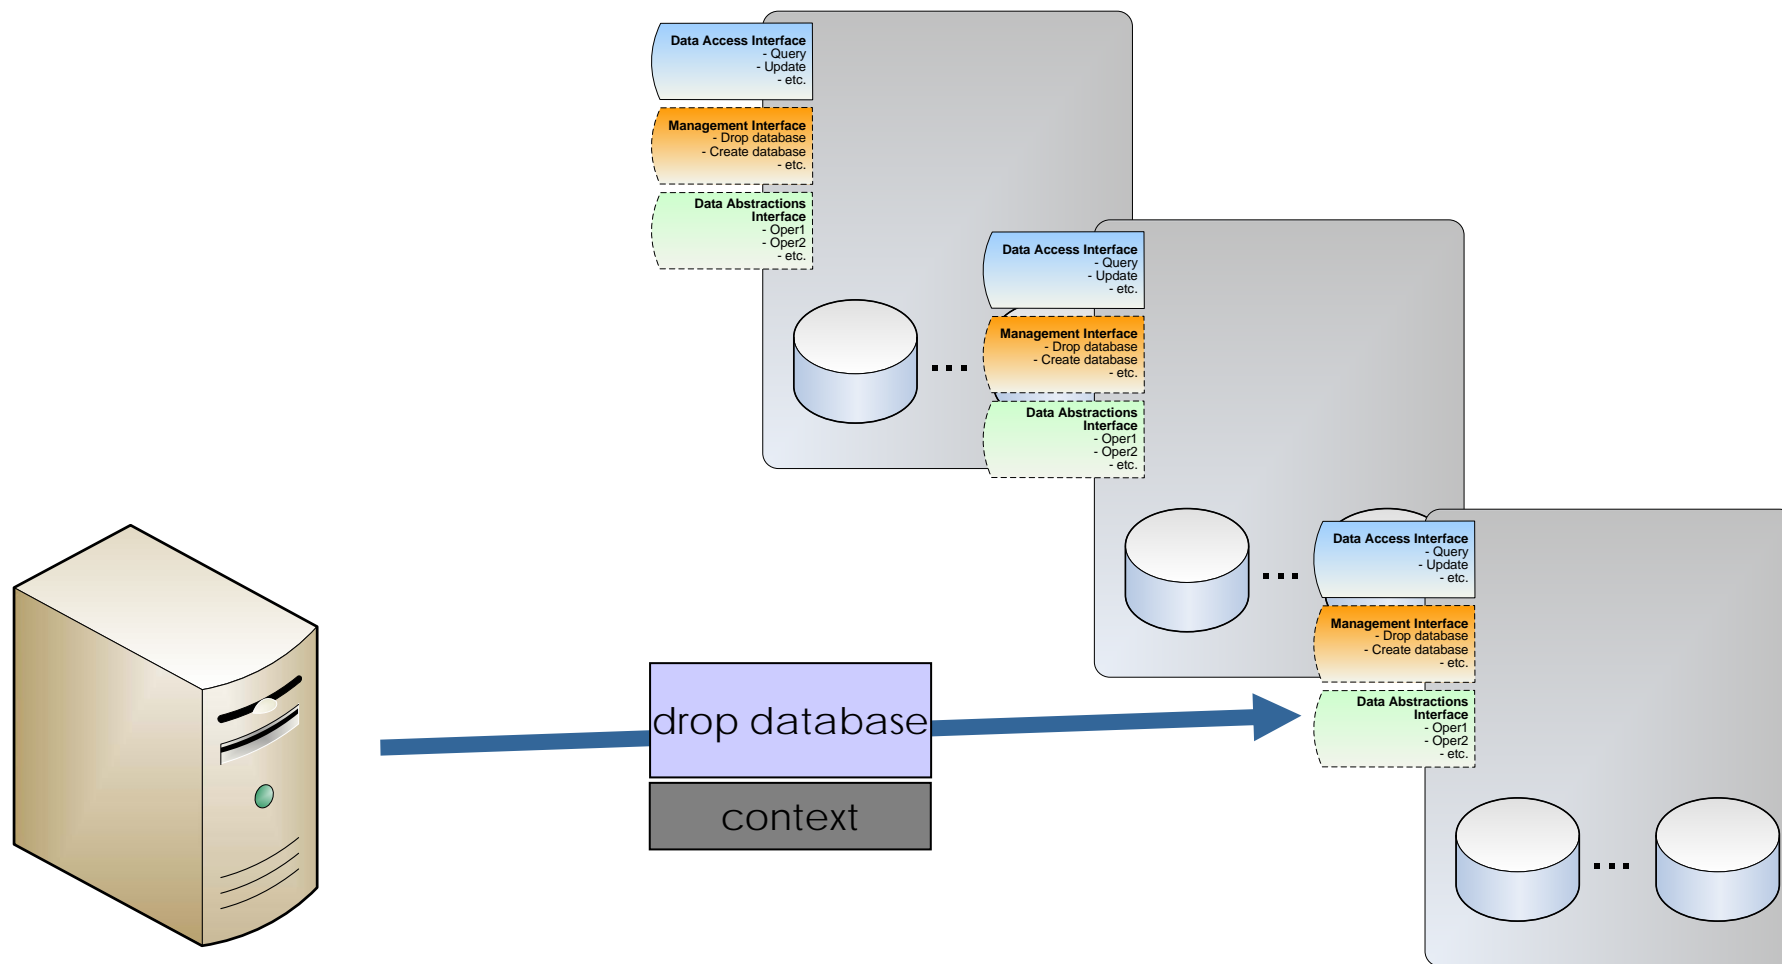 Data Access Interface
- Query
- Update
- etc.
Management Interface
- Drop database
- Create database
- etc.
Data Abstractions
Interface
- Oper1
- Oper2
- etc.
Data Access Interface
- Query
- Update
- etc.
Management Interface
- Drop database
- Create database
- etc.
Data Abstractions
Interface
- Oper1
- Oper2
- etc.
Data Access Interface
- Query
- Update
- etc.
Management Interface
- Drop database
- Create database
- etc.
Data Abstractions
Interface
- Oper1
- Oper2
- etc.
drop database
context